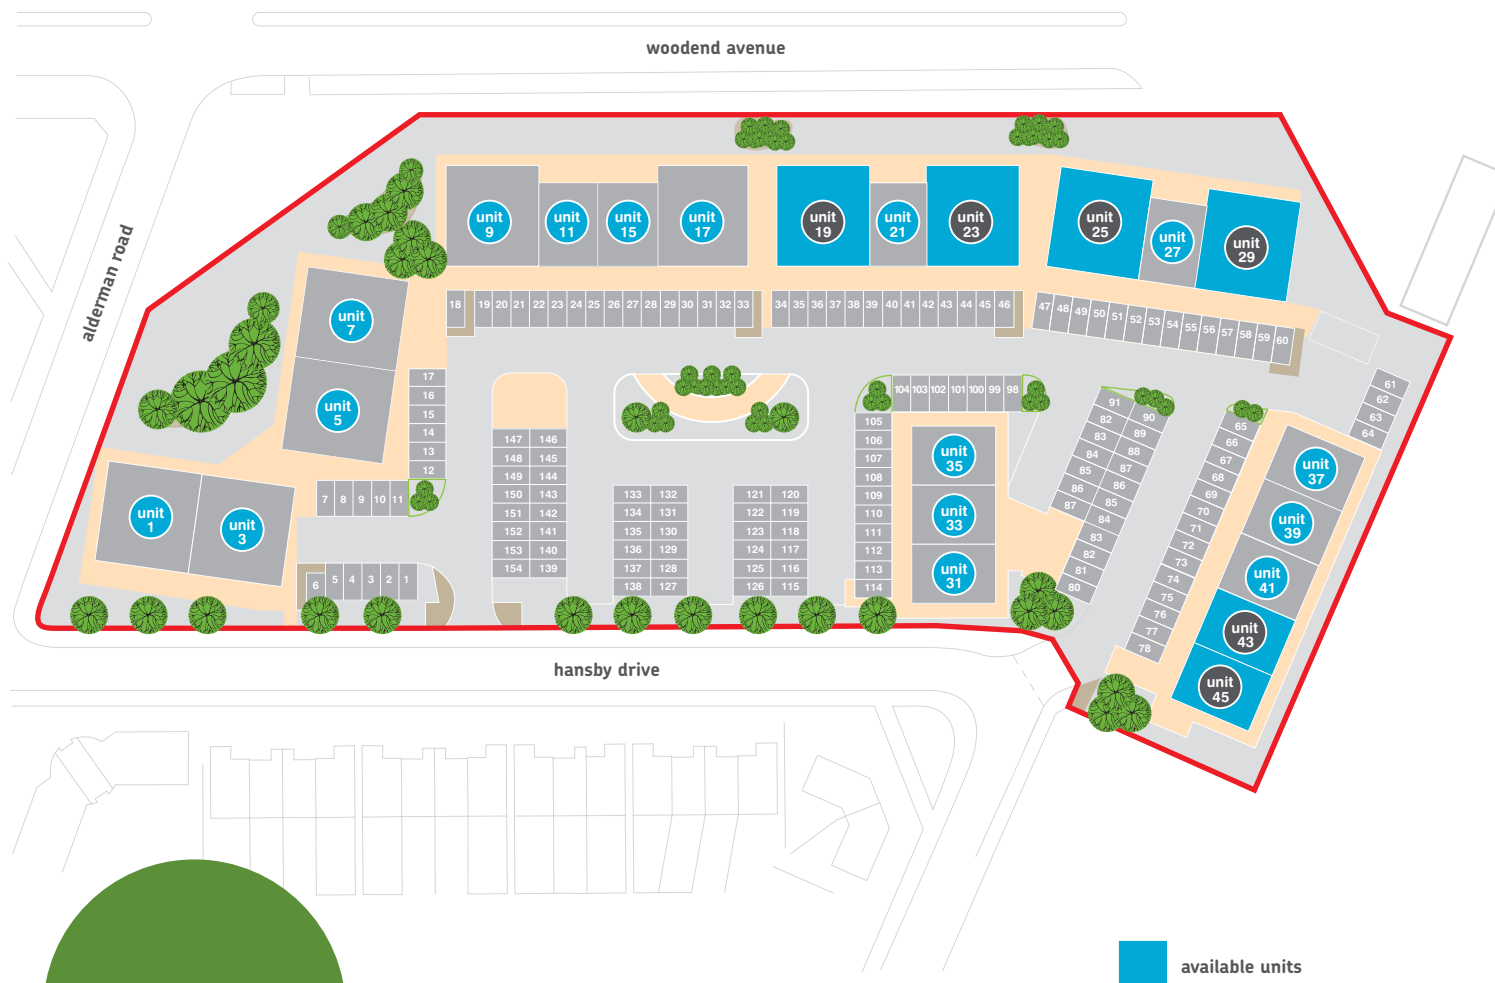 woodend avenue
alderman road
unit
9
unit
11
unit
15
unit
17
unit
19
unit
21
unit
23
unit
25
unit
27
unit
29
unit
7
unit
5
unit
1
unit
3
18 19 20 21 22 23 24 25 26 27 28 29 30 31 32 33
34 35 36 37 38 39 40 41 42 43 44 45 46
47 48 49 50 51 52 53 54 55 56 57 58 59 60
61
62
63
64
17
16
15
14
13
12
7 8 9 10 11
6 5 4 3 2 1
147 146
148 145
149 144
150 143
151 142
152 141
153 140
154 139
133 132
134 131
135 130
136 129
137 128
138 127
121 120
122 119
123 118
124 117
125 116
126 115
104 103 102 101 100 99 98
105
106
107
108
109
110
111
112
113
114
unit
35
unit
33
unit
31
91 90
82 89
83 88
84 87
85 86
86 85
87 84
83
82
81
80
65
66
67
68
69
70
71
72
73
74
75
76
77
78
unit
37
unit
39
unit
41
unit
43
unit
45
hansby drive
available units